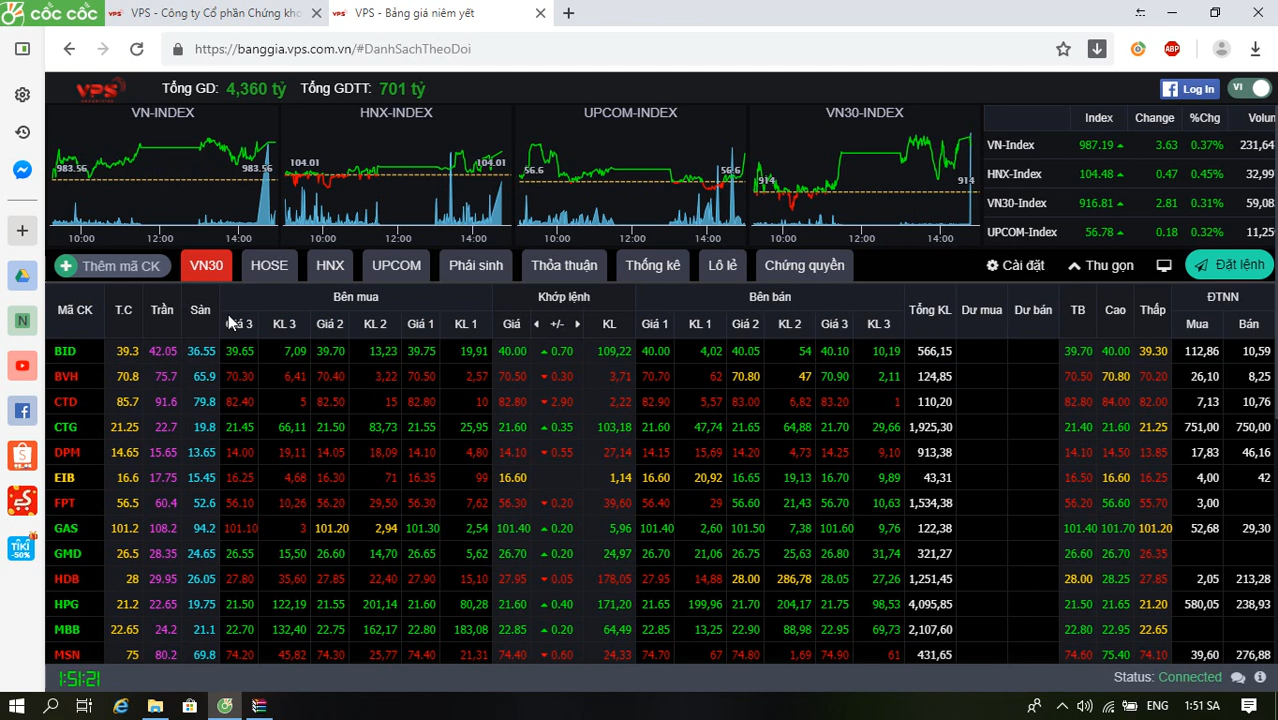 cốc cốc
VPS - Công ty Cổ phần Chứng kho
VPS - Bảng giá niêm yết
https://banggia.vps.com.vn/#DanhSachTheoDoi
ABP
VPS Tổng GD: 4,360 tỷ Tổng GDTT: 701 tỷ
Log In VI
VN-INDEX HNX-INDEX UPCOM-INDEX VN30-INDEX
Index Change %Chg Volun
983.56 983.56 104.01 104.01 56.6 56.6 914 914
10:00 12:00 14:00 10:00 12:00 14:00 10:00 12:00 14:00 10:00 12:00 14:00
VN-Index 987.19 3.63 0.37% 231,64
HNX-Index 104.48 0.47 0.45% 32,99
VN30-Index 916.81 2.81 0.31% 59,08
UPCOM-Index 56.78 0.18 0.32% 11,25
Thêm mã CK VN30 HOSE HNX UPCOM Phái sinh Thỏa thuận Thống kê Lô lẻ Chứng quyền Cài đặt Thu gọn Đặt lệnh
Mã CK T.C Trần Sàn Bên mua Khớp lệnh Bên bán Tổng KL Dư mua Dư bán TB Cao Thấp ĐTNN
Giá 3 KL 3 Giá 2 KL 2 Giá 1 KL 1 Giá +/- KL Giá 1 KL 1 Giá 2 KL 2 Giá 3 KL 3 Mua Bán
BID 39.3 42.05 36.55 39.65 7,09 39.70 13,23 39.75 19,91 40.00 0.70 109,22 40.00 4,02 40.05 54 40.10 10,19 566,15 39.70 40.00 39.30 112,86 10,59
BVH 70.8 75.7 65.9 70.30 6,41 70.40 3,22 70.50 2,57 70.50 0.30 3,71 70.70 62 70.80 47 70.90 2,11 124,85 70.50 70.80 70.20 26,10 8,25
CTD 85.7 91.6 79.8 82.40 5 82.50 15 82.80 10 82.80 2.90 2,22 82.90 5,57 83.00 6,82 83.20 1 110,20 82.80 84.00 82.00 7,13 10,76
CTG 21.25 22.7 19.8 21.45 66,11 21.50 83,73 21.55 25,95 21.60 0.35 103,18 21.60 47,74 21.65 64,88 21.70 29,66 1,925,30 21.40 21.60 21.25 751,00 750,00
DPM 14.65 15.65 13.65 14.00 19,11 14.05 18,09 14.10 4,80 14.10 0.55 27,14 14.15 15,69 14.20 4,73 14.25 9,10 913,38 14.10 14.50 13.85 17,83 46,16
EIB 16.6 17.75 15.45 16.25 4,68 16.30 71 16.35 99 16.60 1,14 16.60 20,92 16.65 19,13 16.70 9,89 43,31 16.50 16.60 16.25 4,00 42
FPT 56.5 60.4 52.6 56.10 10,26 56.20 29,50 56.30 7,62 56.30 0.20 39,60 56.40 29 56.60 21,43 56.70 10,63 1,534,38 56.20 56.60 55.70 3,00
GAS 101.2 108.2 94.2 101.10 3 101.20 2,94 101.30 2,54 101.40 0.20 5,96 101.40 2,60 101.50 7,38 101.60 9,76 122,38 101.40 101.70 101.20 52,68 29,30
GMD 26.5 28.35 24.65 26.55 15,50 26.60 14,70 26.65 5,62 26.70 0.20 24,97 26.70 21,06 26.75 25,63 26.80 31,74 321,27 26.60 26.70 26.35
HDB 28 29.95 26.05 27.80 35,60 27.85 22,40 27.90 15,10 27.95 0.05 178,05 27.95 14,88 28.00 286,78 28.05 27,26 1,251,45 28.00 28.25 27.85 2,05 213,28
HPG 21.2 22.65 19.75 21.50 122,19 21.55 201,14 21.60 80,28 21.60 0.40 171,20 21.65 199,96 21.70 204,17 21.75 98,53 4,095,85 21.50 21.65 21.20 580,05 238,93
MBB 22.65 24.2 21.1 22.70 132,40 22.75 162,17 22.80 183,08 22.85 0.20 64,49 22.85 13,25 22.90 88,98 22.95 69,73 2,107,60 22.80 22.95 22.65
MSN 75 80.2 69.8 74.20 45,82 74.30 25,77 74.40 21,31 74.40 0.60 24,33 74.70 67 74.80 1,69 74.90 61 431,65 74.60 75.40 74.10 39,60 276,88
1:51:21 Status: Connected
N
TIKI
-50%
ENG 1:51 SA